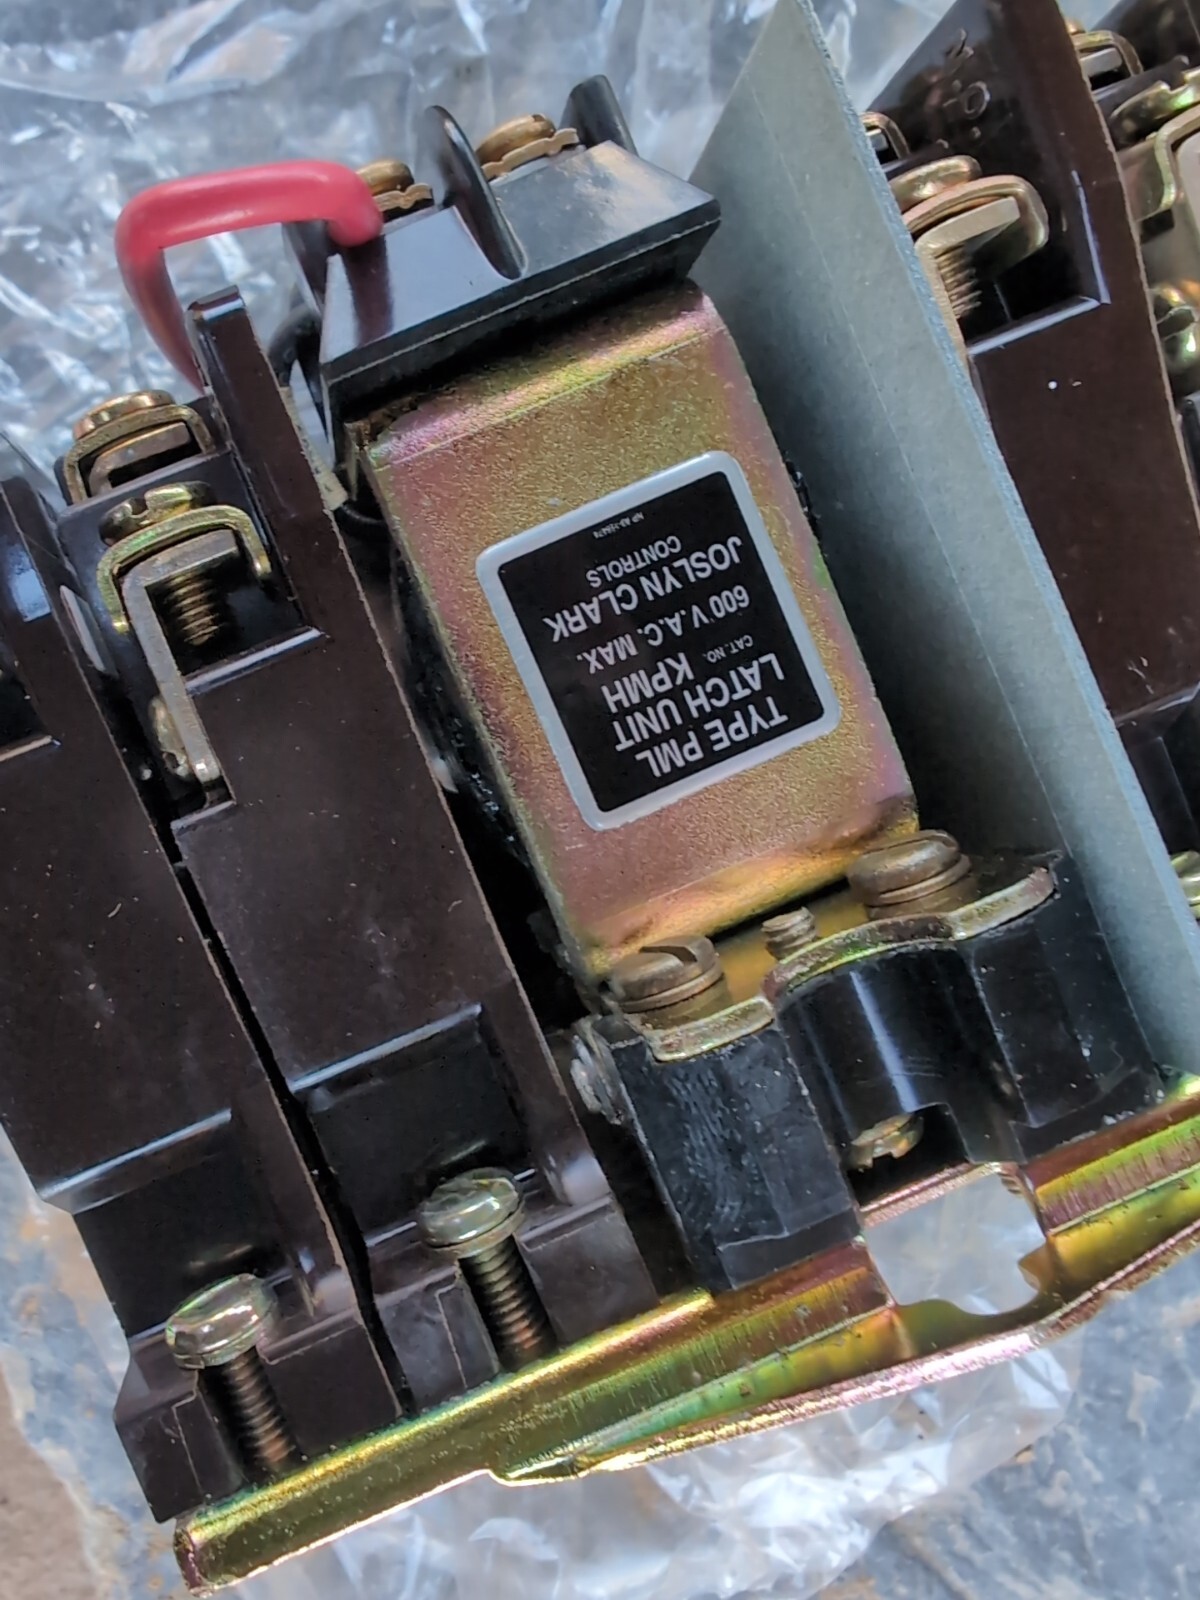 TYPE PML
LATCH UNIT
CAT. NO. KPMH
600 V.A.C. MAX.
JOSLYN CLARK
CONTROLS